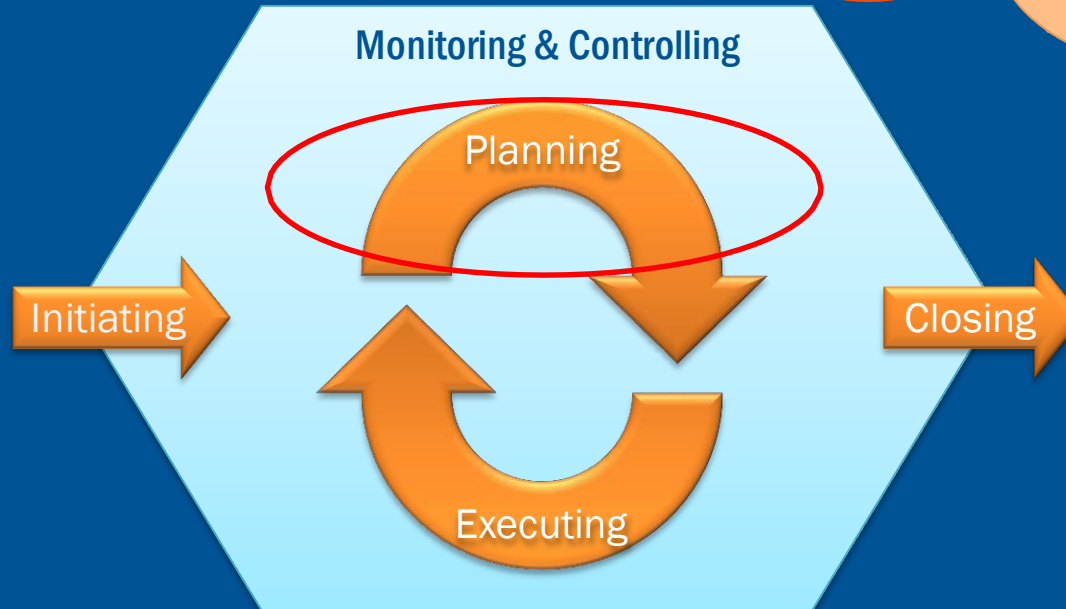 Monitoring & Controlling
Planning
Initiating
Closing
Executing